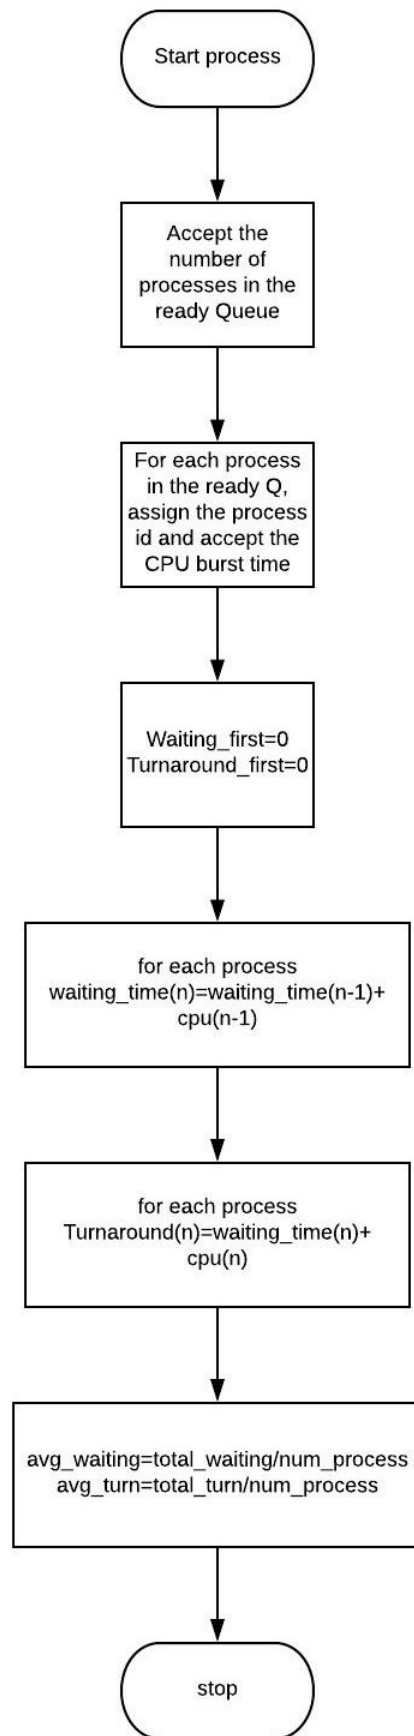 Start process
Accept the
number of
processes in the
ready Queue
For each process
in the ready Q,
assign the process
id and accept the
CPU burst time
Waiting_first=0
Turnaround_first=0
for each process
waiting_time(n)=waiting_time(n-1)+
cpu(n-1)
for each process
Turnaround(n)=waiting_time(n)+
cpu(n)
avg_waiting=total_waiting/num_process
avg_turn=total_turn/num_process
stop